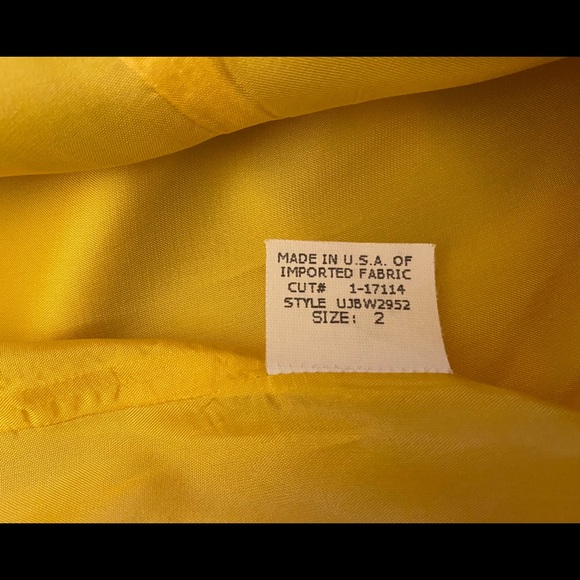 MADE IN U.S.A. OF
IMPORTED FABRIC
CUT# 1-17114
STYLE UJBW2952
SIZE: 2